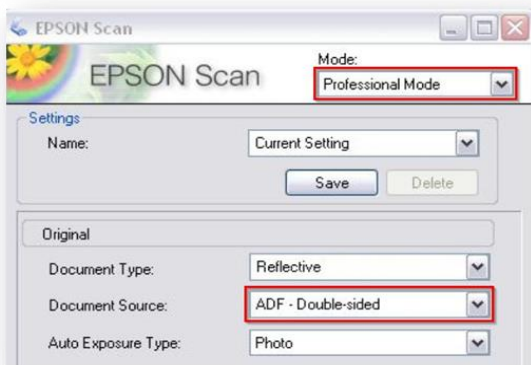 EPSON Scan
EPSON Scan
Mode:
Professional Mode
Settings
Name:
Current Setting
Save
Delete
Original
Document Type:
Reflective
Document Source:
ADF - Double-sided
Auto Exposure Type:
Photo